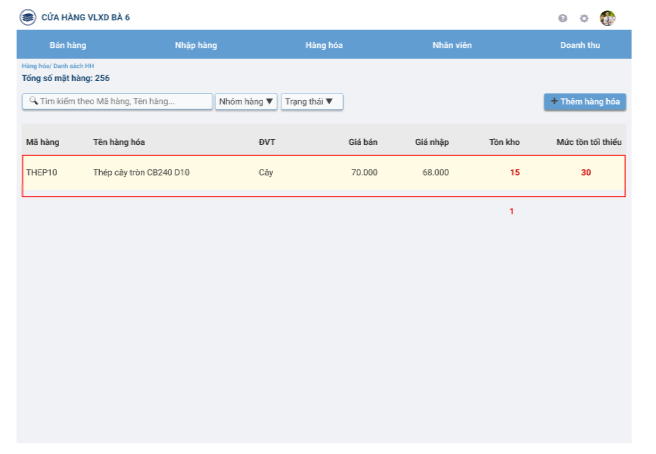 CỬA HÀNG VLXD BÀ 6
Bán hàng Nhập hàng Hàng hóa Nhân viên Doanh thu
Hàng hóa/ Danh sách HH
Tổng số mặt hàng: 256
Tìm kiếm theo Mã hàng, Tên hàng... Nhóm hàng ▼ Trạng thái ▼ + Thêm hàng hóa
Mã hàng Tên hàng hóa ĐVT Giá bán Giá nhập Tồn kho Mức tồn tối thiểu
THEP10 Thép cây tròn CB240 D10 Cây 70.000 68.000 15 30
1